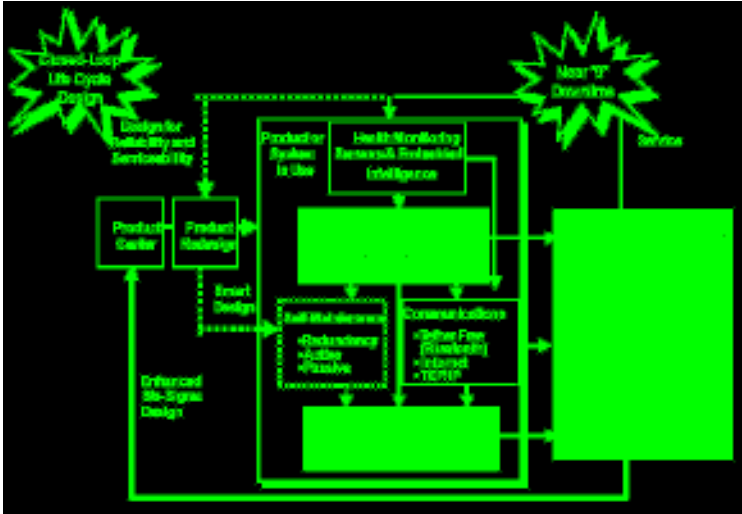 Closed-Loop
Life Cycle
Design
Near "0"
Downtime
Design for
Reliability and
Serviceability
Product or
System
In Use
Health Monitoring
Sensors & Embedded
Intelligence
Service
Product
Center
Product
Redesign
Smart
Design
Self-Maintenance
•Redundancy
•Active
•Passive
Communications
•Tether Free
(Bluetooth)
•Internet
•TCP/IP
Enhanced
Six-Sigma
Design